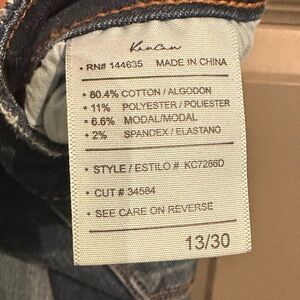 KanCan
• RN# 144635 MADE IN CHINA
• 80.4% COTTON / ALGODON
• 11% POLYESTER / POLIESTER
• 6.6% MODAL/MODAL
• 2% SPANDEX / ELASTANO
• STYLE / ESTILO # KC7286D
• CUT # 34584
• SEE CARE ON REVERSE
13/30